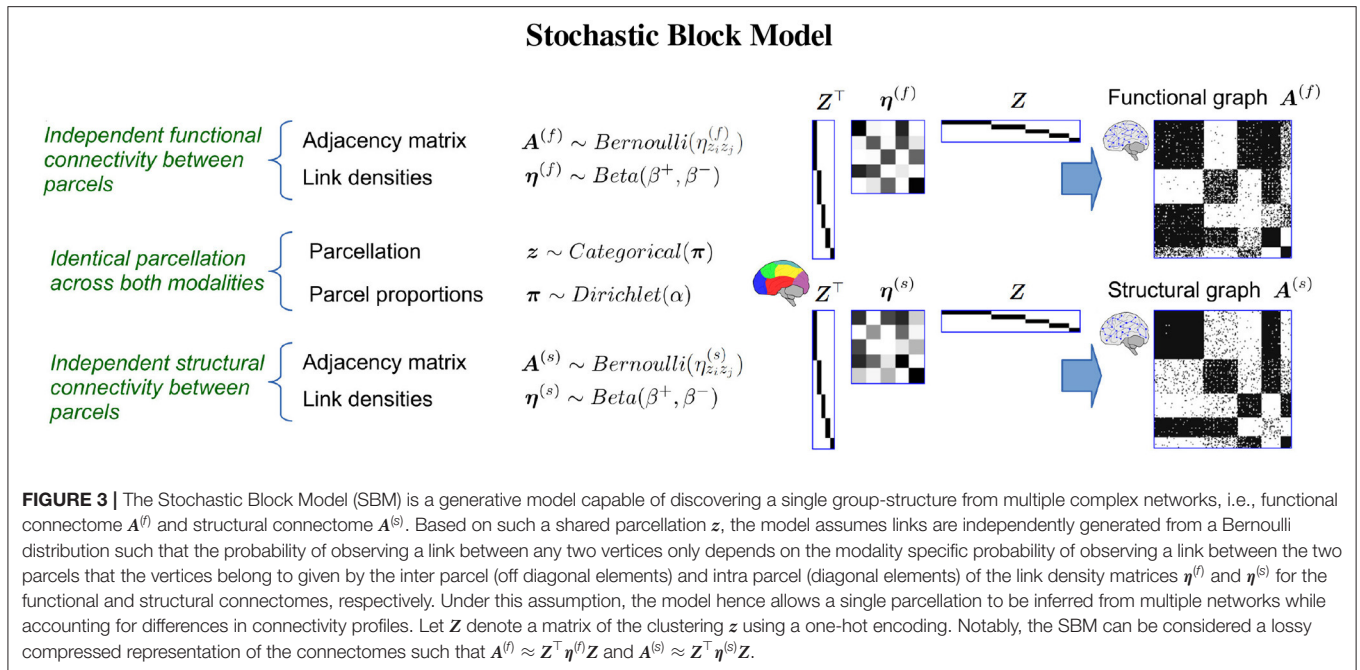 Stochastic Block Model
Independent functional
connectivity between
parcels
Adjacency matrix
A^(f) ∼ Bernoulli(η^(f)_{z_i z_j})
Link densities
η^(f) ∼ Beta(β⁺, β⁻)
Identical parcellation
across both modalities
Parcellation
z ∼ Categorical(π)
Parcel proportions
π ∼ Dirichlet(α)
Independent structural
connectivity between
parcels
Adjacency matrix
A^(s) ∼ Bernoulli(η^(s)_{z_i z_j})
Link densities
η^(s) ∼ Beta(β⁺, β⁻)
Z^⊤ η^(f) Z Functional graph A^(f)
Z^⊤ η^(s) Z Structural graph A^(s)
FIGURE 3 | The Stochastic Block Model (SBM) is a generative model capable of discovering a single group-structure from multiple complex networks, i.e., functional
connectome A^(f) and structural connectome A^(s). Based on such a shared parcellation z, the model assumes links are independently generated from a Bernoulli
distribution such that the probability of observing a link between any two vertices only depends on the modality specific probability of observing a link between the two
parcels that the vertices belong to given by the inter parcel (off diagonal elements) and intra parcel (diagonal elements) of the link density matrices η^(f) and η^(s) for the
functional and structural connectomes, respectively. Under this assumption, the model hence allows a single parcellation to be inferred from multiple networks while
accounting for differences in connectivity profiles. Let Z denote a matrix of the clustering z using a one-hot encoding. Notably, the SBM can be considered a lossy
compressed representation of the connectomes such that A^(f) ≈ Z^⊤η^(f)Z and A^(s) ≈ Z^⊤η^(s)Z.